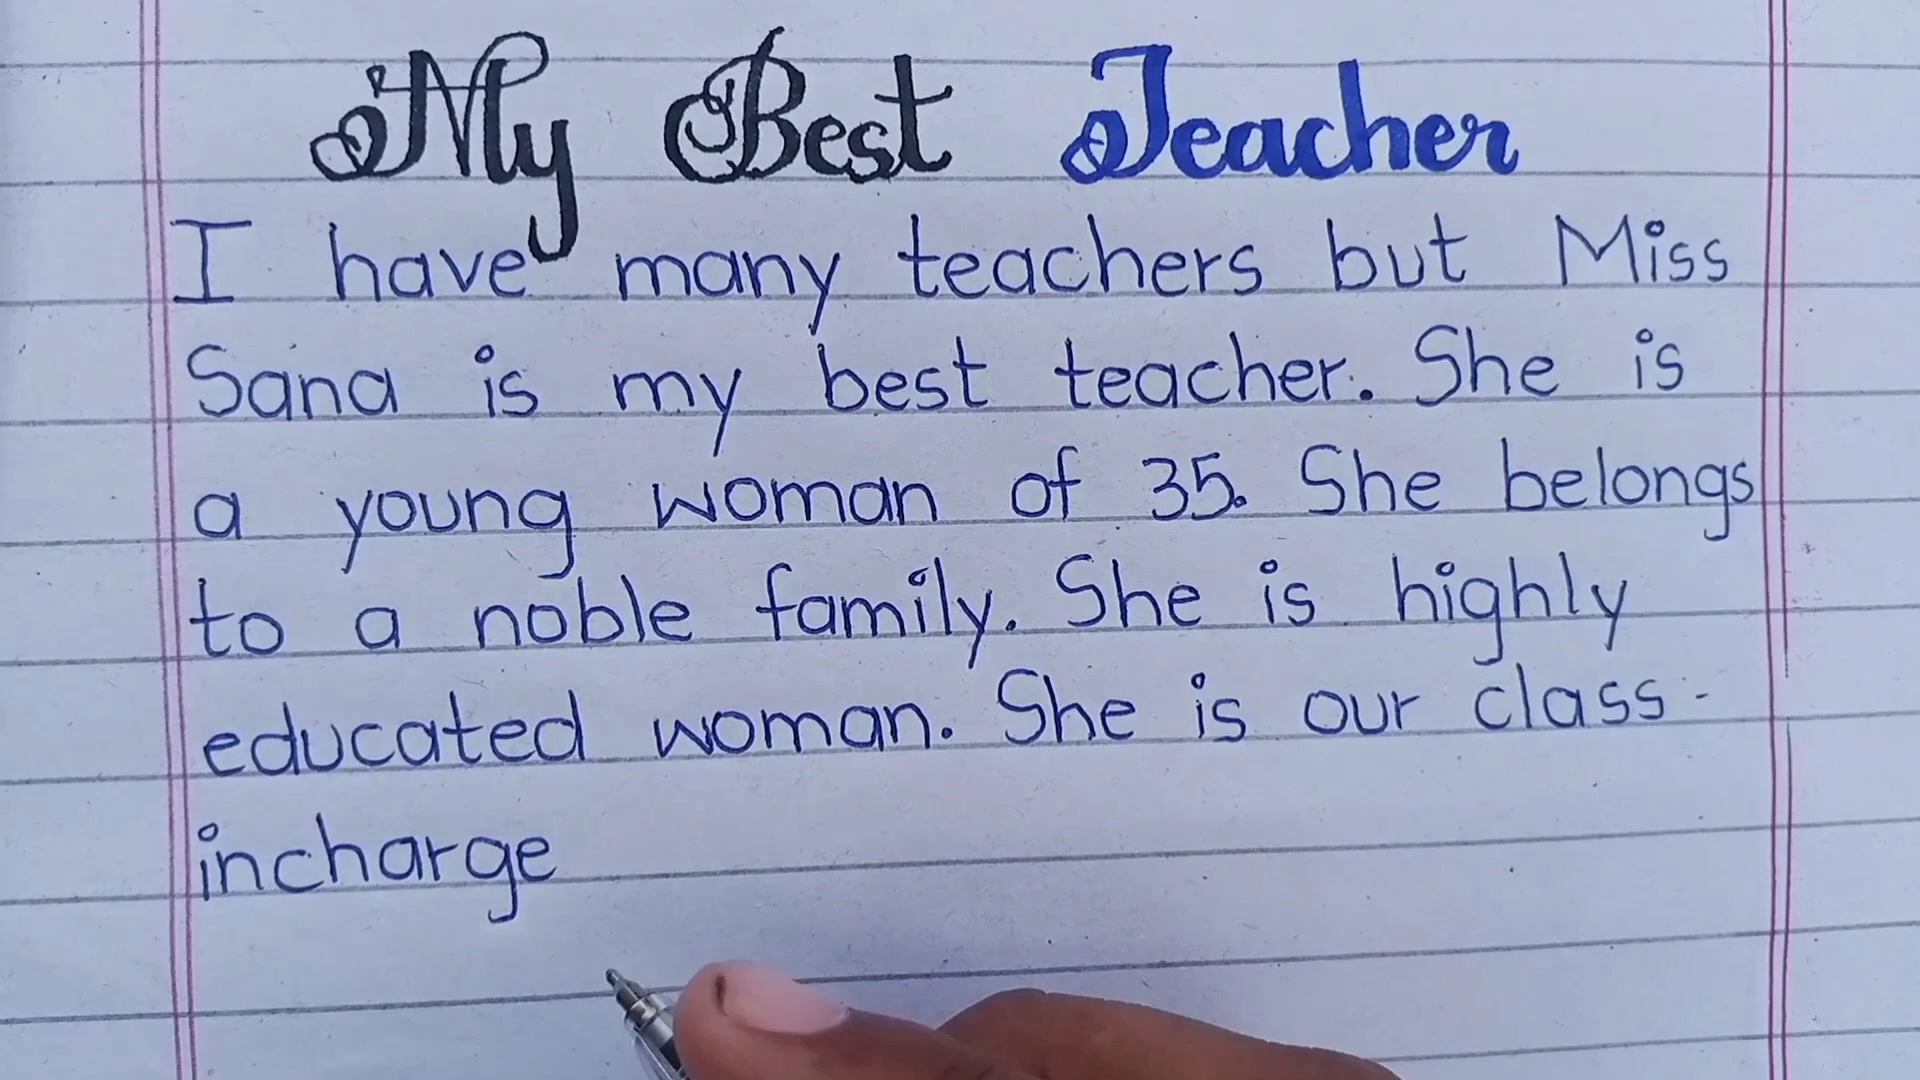 My Best Teacher
I have many teachers but Miss
Sana is my best teacher. She is
a young woman of 35. She belongs
to a noble family. She is highly
educated woman. She is our class-
incharge